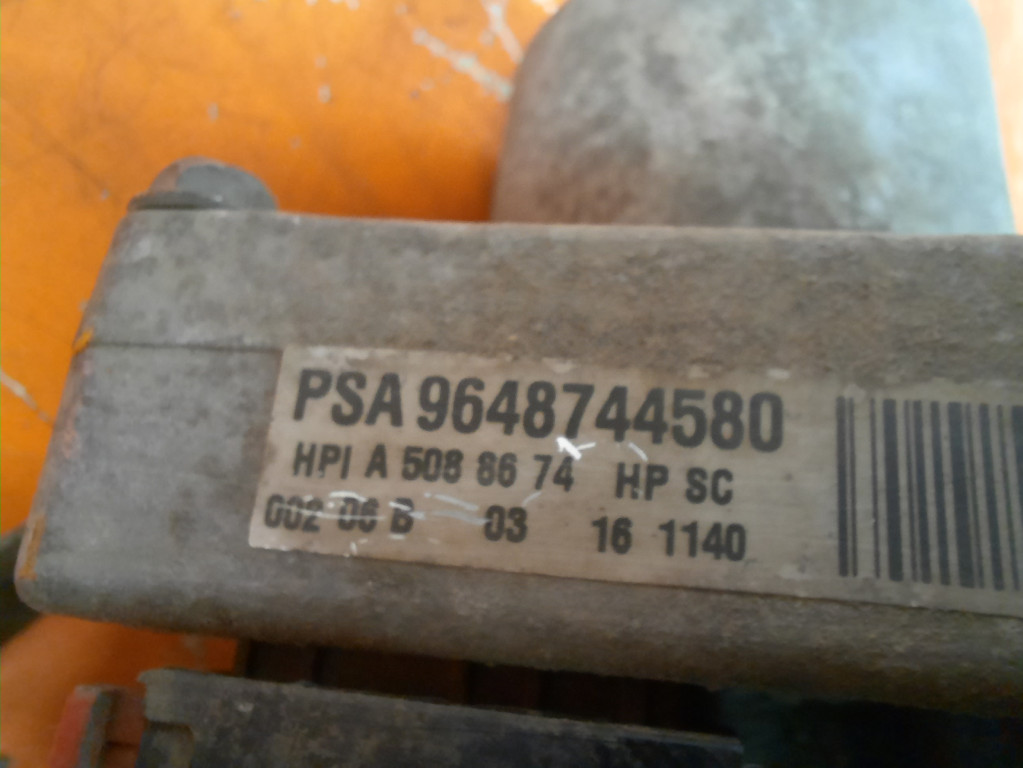 PSA 9648744580
HPI A 508 86 74 HP SC
002 06 B 03 16 1140